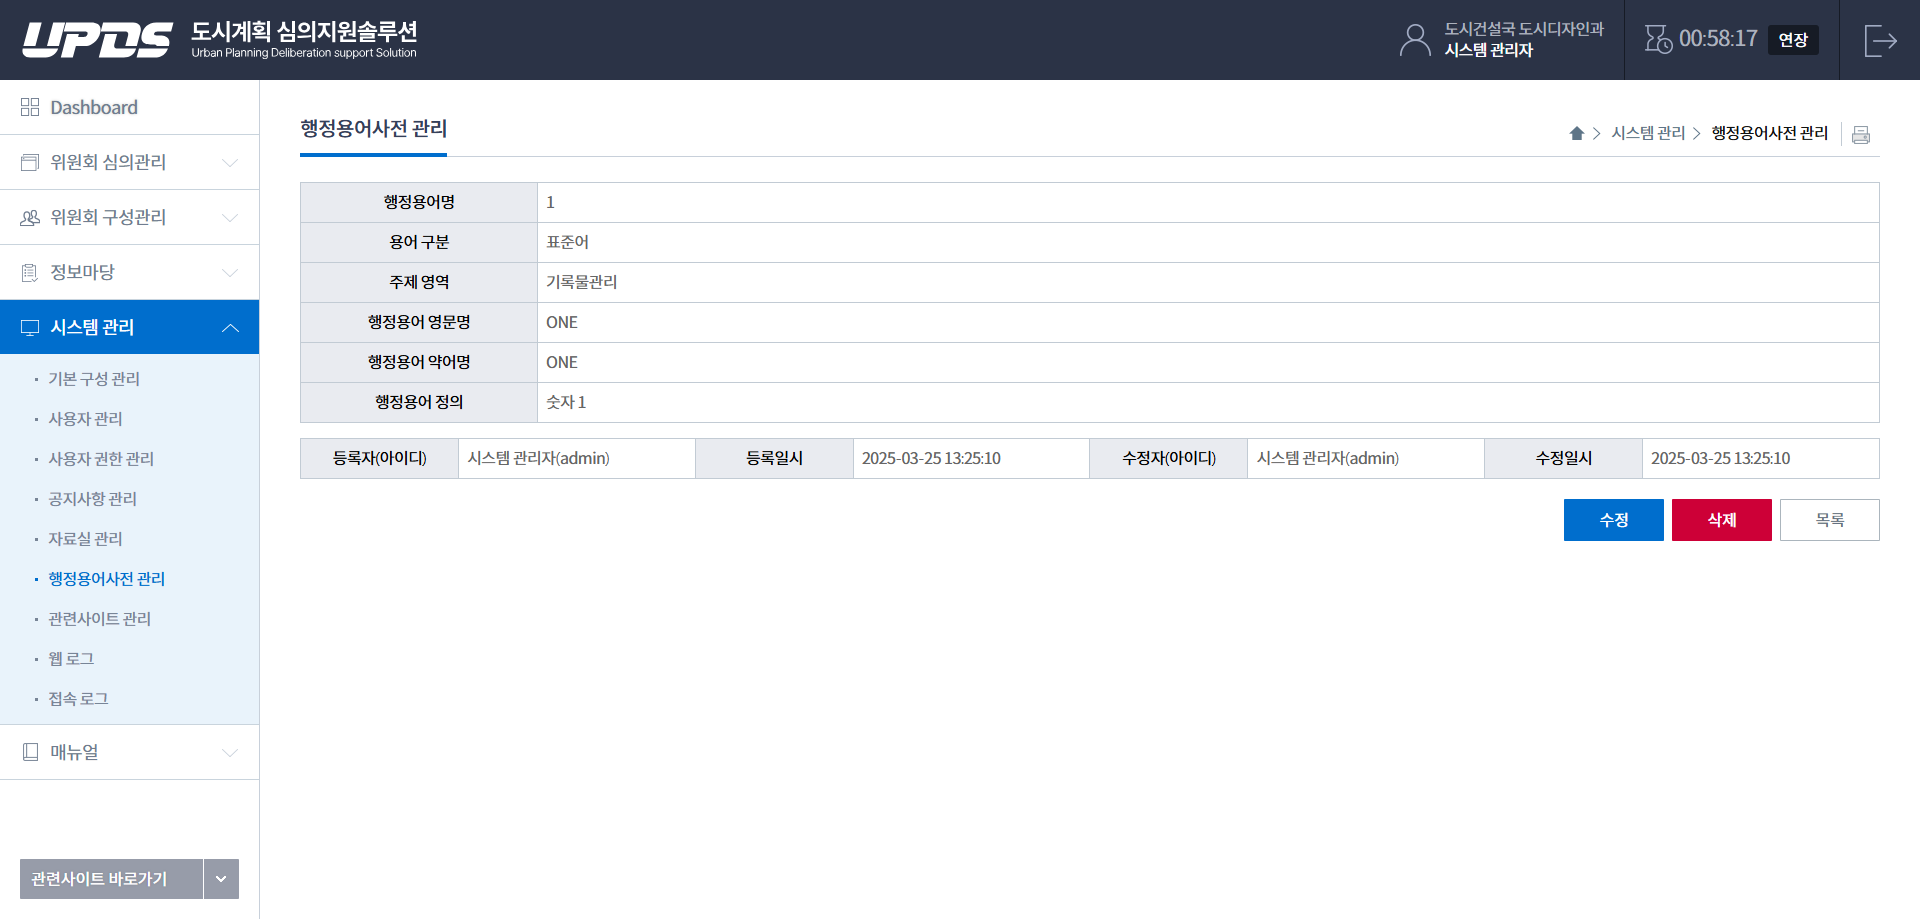 UPDS 도시계획 심의지원솔루션
Urban Planning Deliberation support Solution
도시건설국 도시디자인과
시스템 관리자
00:58:17 연장
Dashboard
위원회 심의관리
위원회 구성관리
정보마당
시스템 관리
기본 구성 관리
사용자 관리
사용자 권한 관리
공지사항 관리
자료실 관리
행정용어사전 관리
관련사이트 관리
웹 로그
접속 로그
매뉴얼
관련사이트 바로가기
행정용어사전 관리
시스템 관리 행정용어사전 관리
행정용어명 1
용어 구분 표준어
주제 영역 기록물관리
행정용어 영문명 ONE
행정용어 약어명 ONE
행정용어 정의 숫자 1
등록자(아이디) 시스템 관리자(admin) 등록일시 2025-03-25 13:25:10 수정자(아이디) 시스템 관리자(admin) 수정일시 2025-03-25 13:25:10
수정 삭제 목록